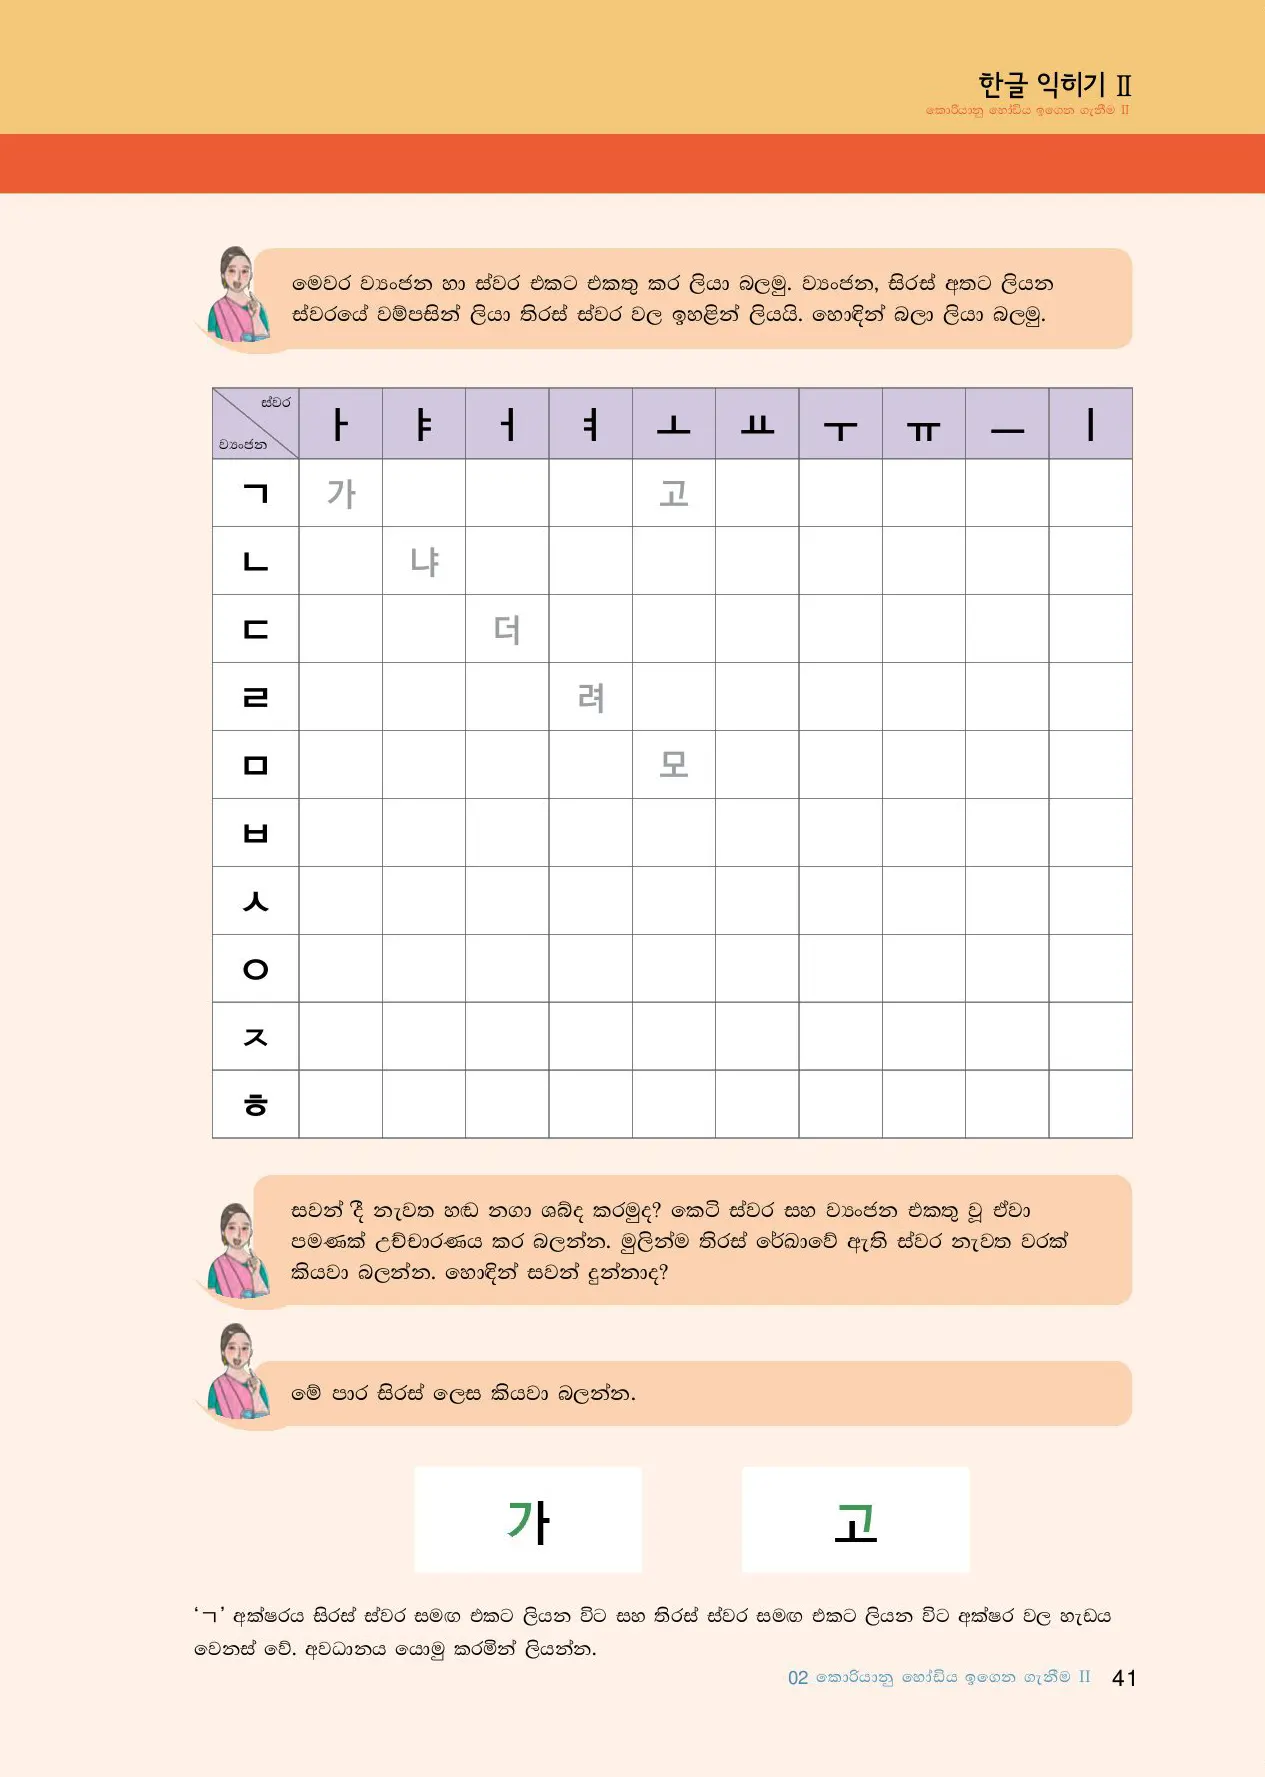 한글 익히기 Ⅱ
කොරියානු හෝඩිය ඉගෙන ගැනීම II
මෙවර ව්‍යංජන හා ස්වර එකට එකතු කර ලියා බලමු. ව්‍යංජන, සිරස් අතට ලියන
ස්වරයේ වම්පසින් ලියා තිරස් ස්වර වල ඉහළින් ලියයි. හොඳින් බලා ලියා බලමු.
ස්වර
ව්‍යංජන
ㅏ ㅑ ㅓ ㅕ ㅗ ㅛ ㅜ ㅠ ㅡ ㅣ
ㄱ 가 고
ㄴ 냐
ㄷ 더
ㄹ 려
ㅁ 모
ㅂ
ㅅ
ㅇ
ㅈ
ㅎ
සවන් දී නැවත හඬ නගා ශබ්ද කරමුද? කෙටි ස්වර සහ ව්‍යංජන එකතු වූ ඒවා
පමණක් උච්චාරණය කර බලන්න. මුලින්ම තිරස් රේඛාවේ ඇති ස්වර නැවත වරක්
කියවා බලන්න. හොඳින් සවන් දුන්නාද?
මේ පාර සිරස් ලෙස කියවා බලන්න.
가 고
‘ㄱ’ අක්ෂරය සිරස් ස්වර සමඟ එකට ලියන විට සහ තිරස් ස්වර සමඟ එකට ලියන විට අක්ෂර වල හැඩය
වෙනස් වේ. අවධානය යොමු කරමින් ලියන්න.
02 කොරියානු හෝඩිය ඉගෙන ගැනීම II 41